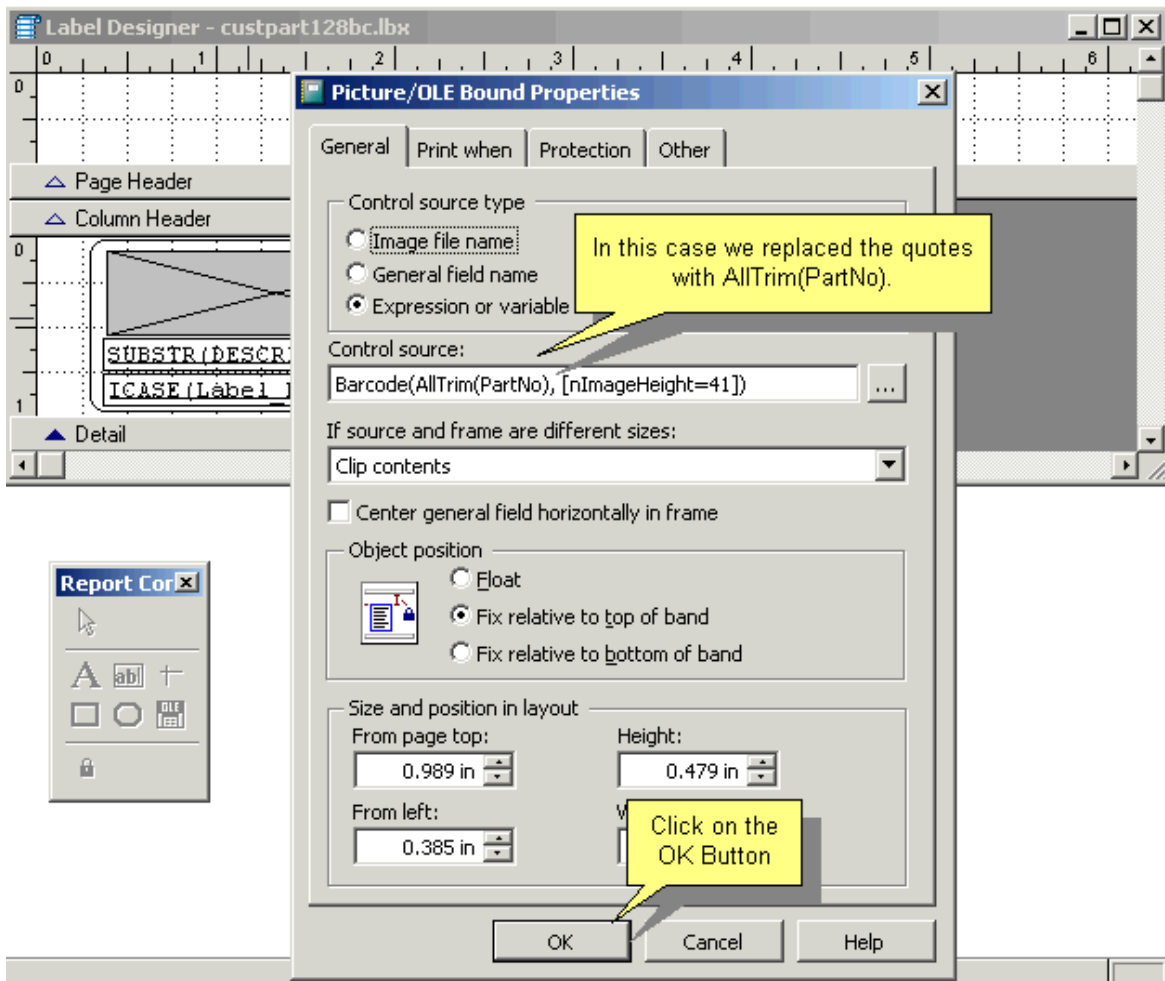 Label Designer - custpart128bc.lbx
0 1 2 3 4 5 6
0
Page Header
Column Header
0
SUBSTR(DESCRI
ICASE(Label_
1
Detail
Picture/OLE Bound Properties
General Print when Protection Other
Control source type
Image file name
General field name
Expression or variable
In this case we replaced the quotes
with AllTrim(PartNo).
Control source:
Barcode(AllTrim(PartNo), [nImageHeight=41])
...
If source and frame are different sizes:
Clip contents
Center general field horizontally in frame
Object position
Float
Fix relative to top of band
Fix relative to bottom of band
Size and position in layout
From page top: Height:
0.989 in 0.479 in
From left:
0.385 in
Click on the
OK Button
OK Cancel Help
Report Cor
A abl
OLE